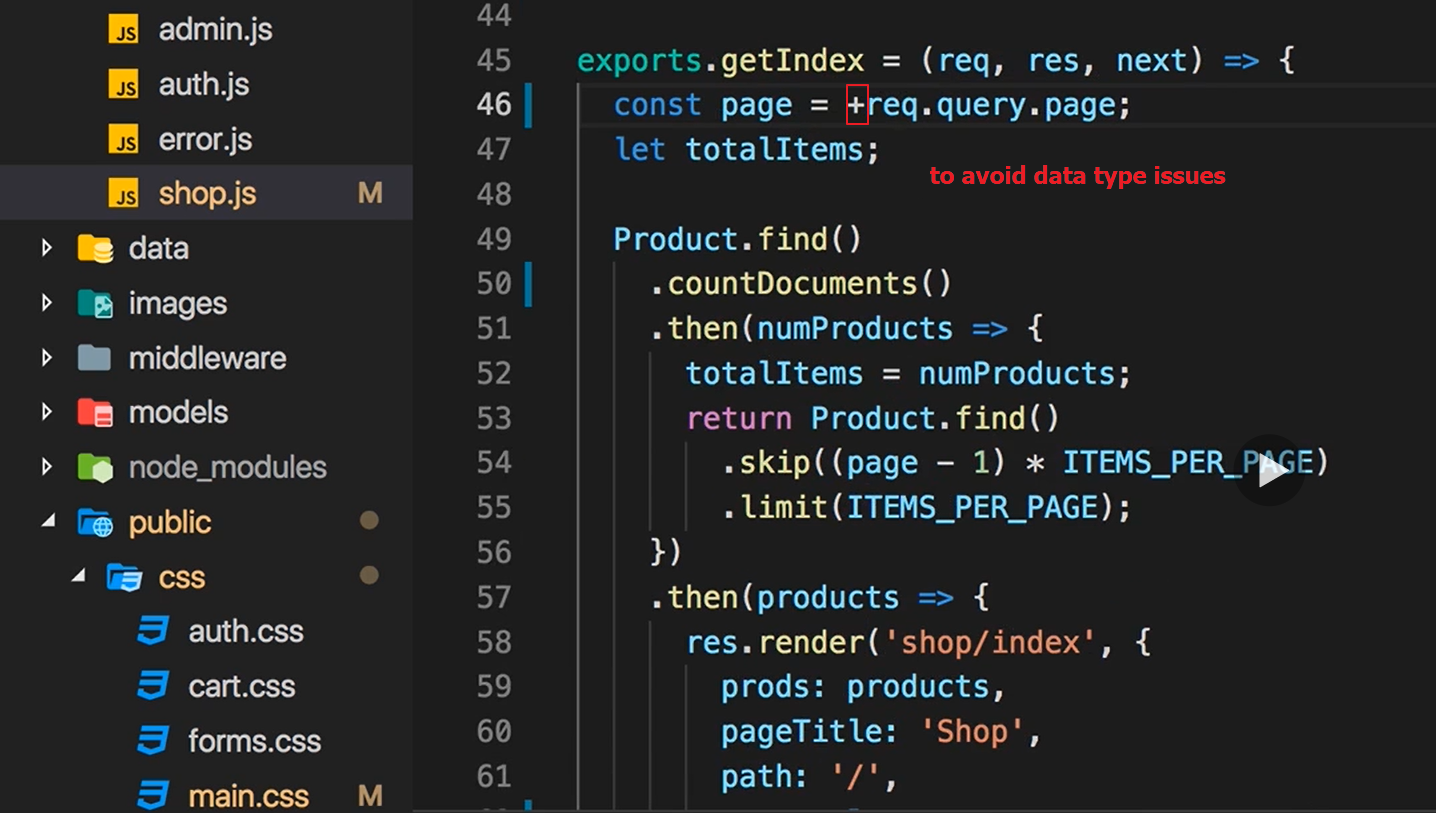 admin.js
auth.js
error.js
shop.js M
data
images
middleware
models
node_modules
public
css
auth.css
cart.css
forms.css
main.css M
44
45 exports.getIndex = (req, res, next) => {
46 const page = +req.query.page;
47 let totalItems;
to avoid data type issues
48
49 Product.find()
50 .countDocuments()
51 .then(numProducts => {
52 totalItems = numProducts;
53 return Product.find()
54 .skip((page - 1) * ITEMS_PER_PAGE)
55 .limit(ITEMS_PER_PAGE);
56 })
57 .then(products => {
58 res.render('shop/index', {
59 prods: products,
60 pageTitle: 'Shop',
61 path: '/',